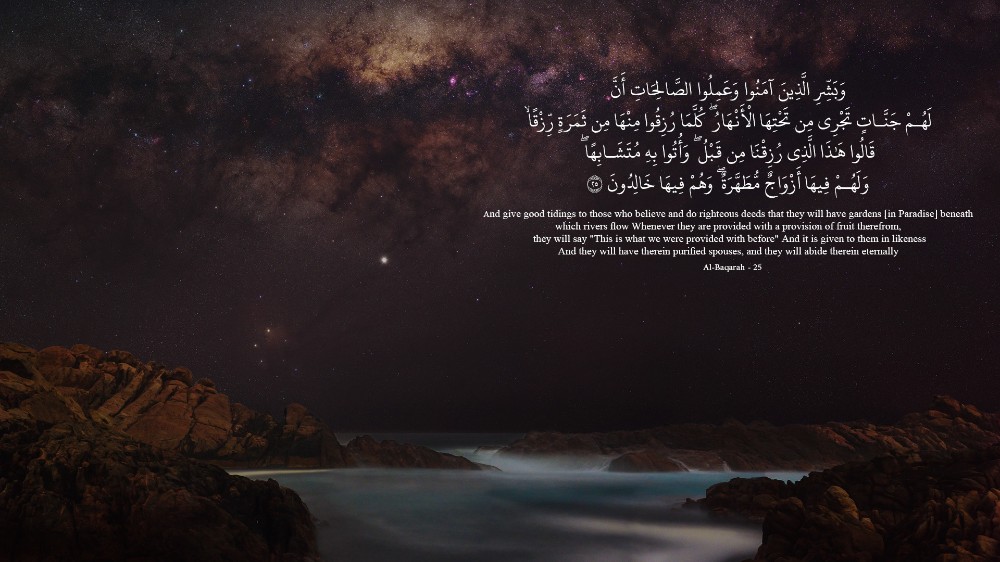 وَبَشِّرِ الَّذِينَ آمَنُوا وَعَمِلُوا الصَّالِحَاتِ أَنَّ
لَهُمْ جَنَّاتٍ تَجْرِي مِن تَحْتِهَا الْأَنْهَارُ ۖ كُلَّمَا رُزِقُوا مِنْهَا مِن ثَمَرَةٍ رِّزْقًا ۙ
قَالُوا هَٰذَا الَّذِي رُزِقْنَا مِن قَبْلُ ۖ وَأُتُوا بِهِ مُتَشَابِهًا ۖ
وَلَهُمْ فِيهَا أَزْوَاجٌ مُّطَهَّرَةٌ ۖ وَهُمْ فِيهَا خَالِدُونَ ﴿٢٥﴾
And give good tidings to those who believe and do righteous deeds that they will have gardens [in Paradise] beneath
which rivers flow Whenever they are provided with a provision of fruit therefrom,
they will say "This is what we were provided with before" And it is given to them in likeness
And they will have therein purified spouses, and they will abide therein eternally
Al-Baqarah - 25